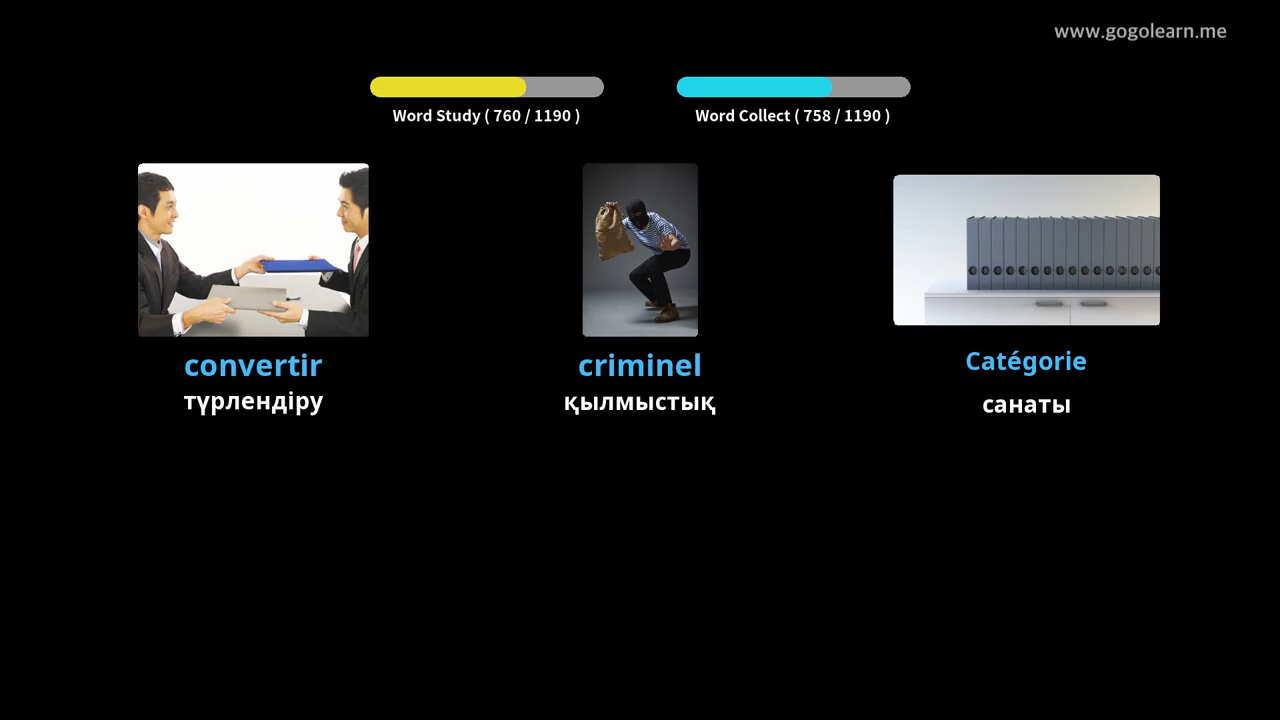 www.gogolearn.me
Word Study ( 760 / 1190 )
Word Collect ( 758 / 1190 )
convertir
түрлендіру
criminel
қылмыстық
Catégorie
санаты